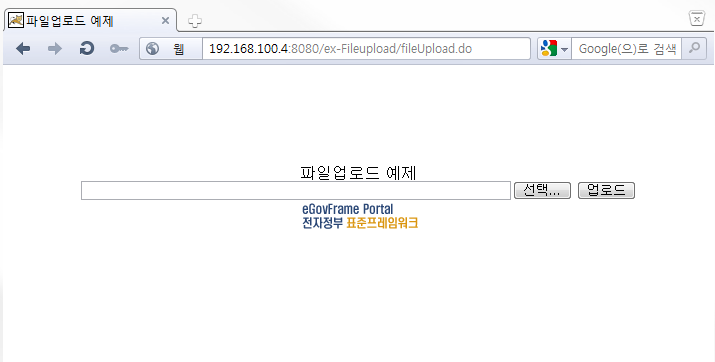 파일업로드 예제
웹 192.168.100.4:8080/ex-Fileupload/fileUpload.do Google(으)로 검색
파일업로드 예제
선택... 업로드
eGovFrame Portal
전자정부 표준프레임워크